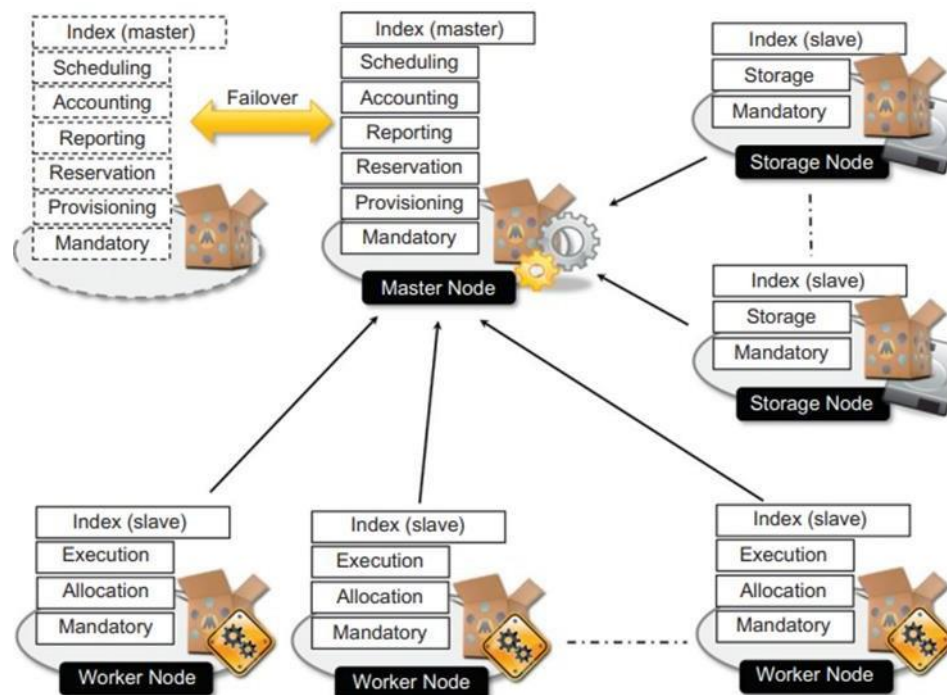 Index (master)
Scheduling
Accounting
Reporting
Reservation
Provisioning
Mandatory
Failover
Index (master)
Scheduling
Accounting
Reporting
Reservation
Provisioning
Mandatory
Master Node
Index (slave)
Storage
Mandatory
Storage Node
Index (slave)
Storage
Mandatory
Storage Node
Index (slave)
Execution
Allocation
Mandatory
Worker Node
Index (slave)
Execution
Allocation
Mandatory
Worker Node
Index (slave)
Execution
Allocation
Mandatory
Worker Node